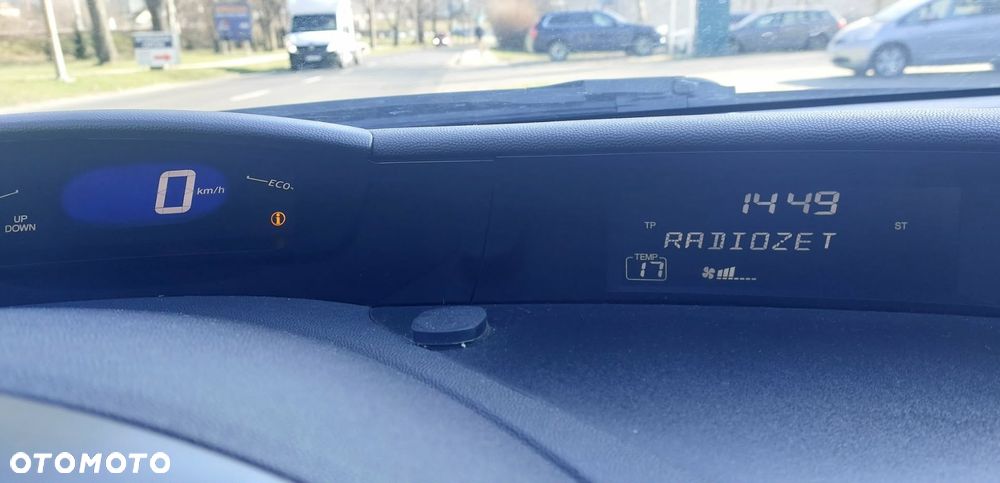 0 km/h
ECO
UP
DOWN
14:49
TP
ST
RADIOZET
TEMP
17
OTOMOTO